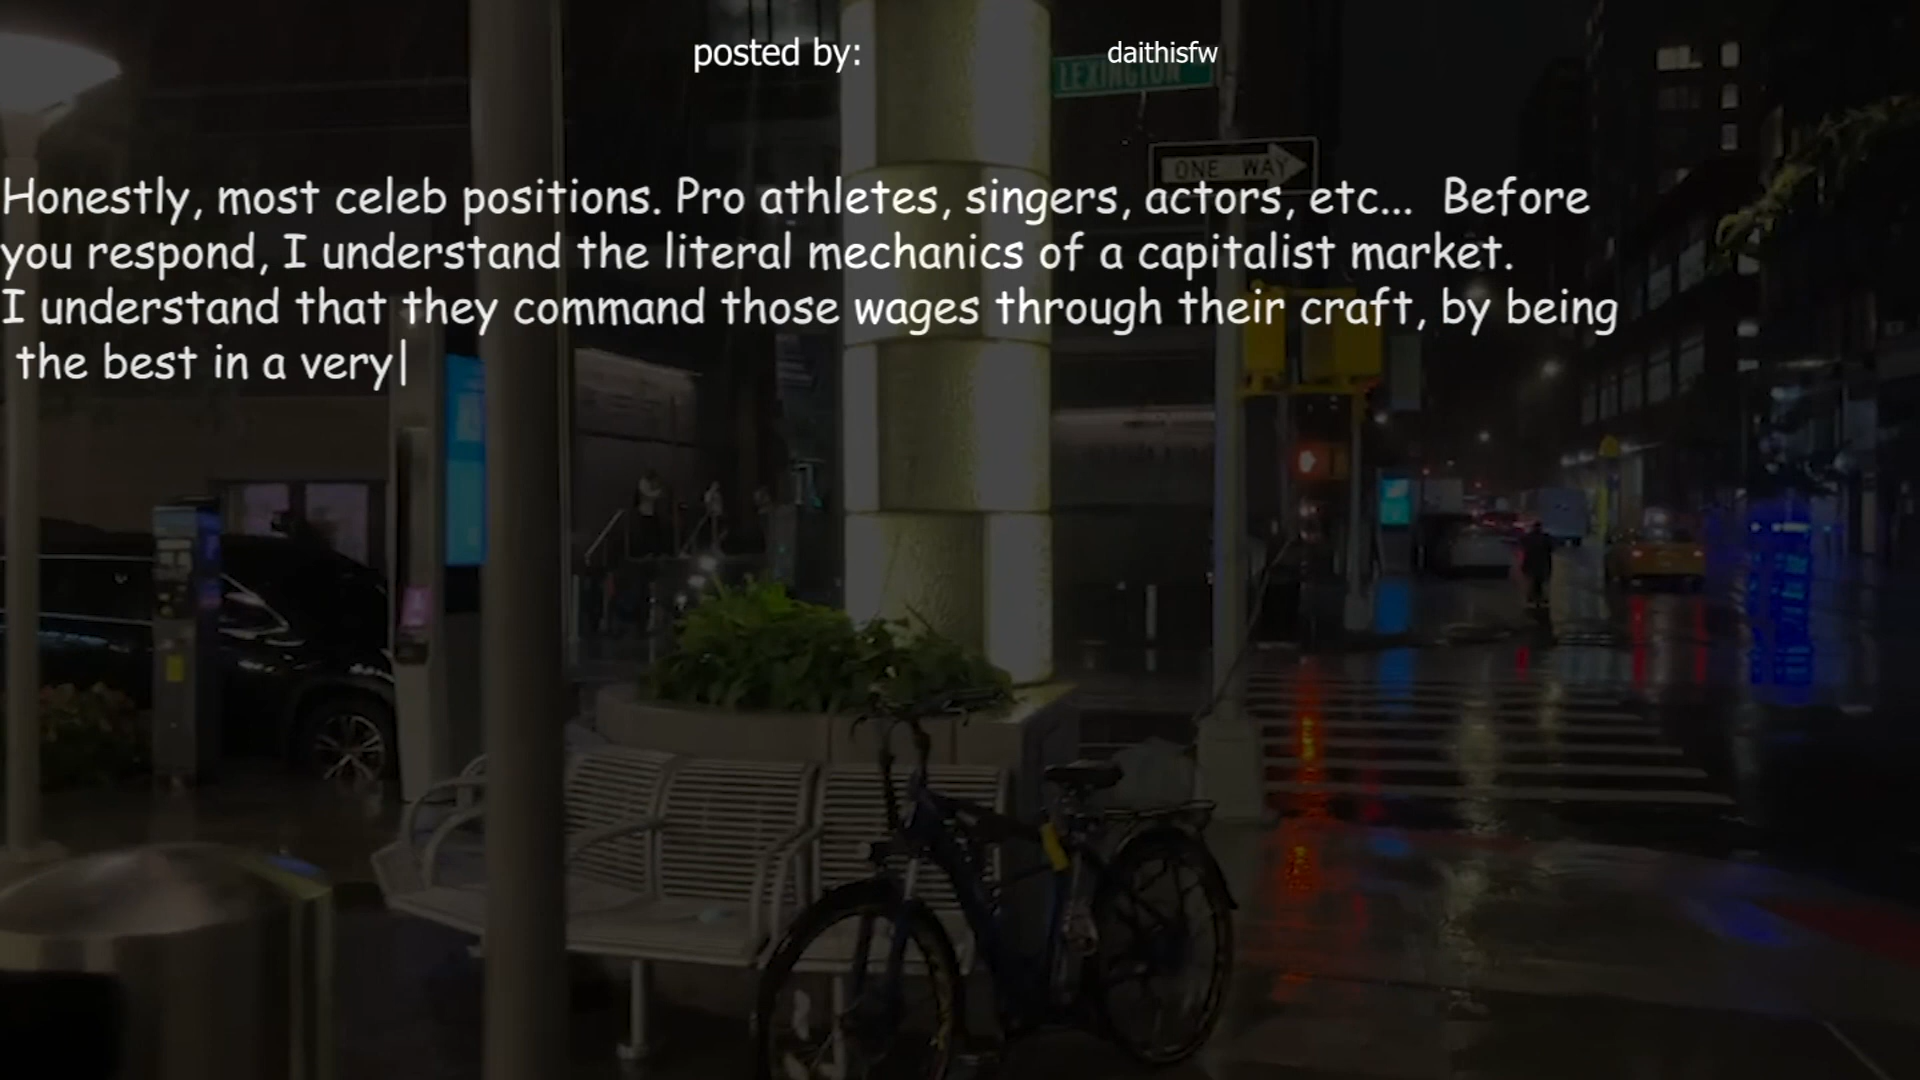 posted by: daithisfw
LEXINGTON
ONE WAY
Honestly, most celeb positions. Pro athletes, singers, actors, etc... Before
you respond, I understand the literal mechanics of a capitalist market.
I understand that they command those wages through their craft, by being
the best in a very|